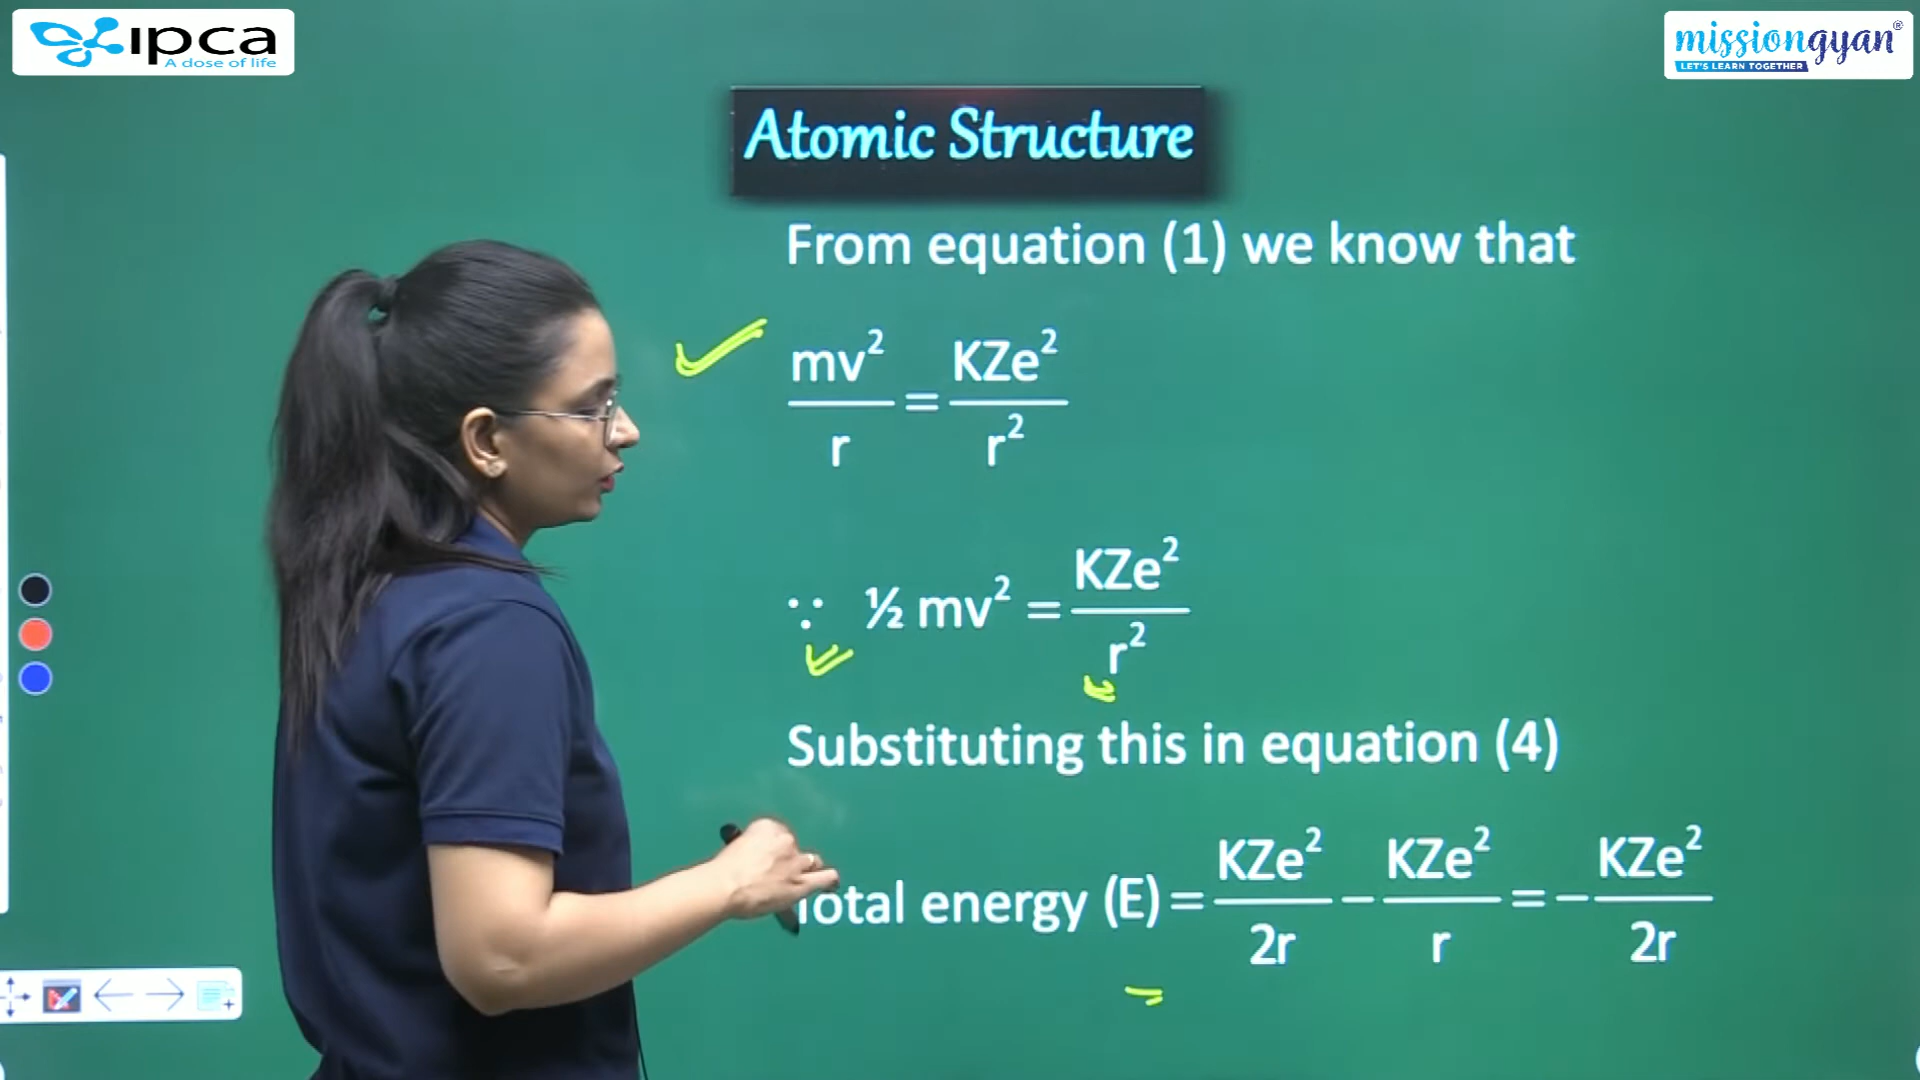 ipca
A dose of life
missiongyan®
LET'S LEARN TOGETHER
Atomic Structure
From equation (1) we know that
mv²/r = KZe²/r²
∵ ½ mv² = KZe²/r²
Substituting this in equation (4)
Total energy (E) = KZe²/2r − KZe²/r = − KZe²/2r